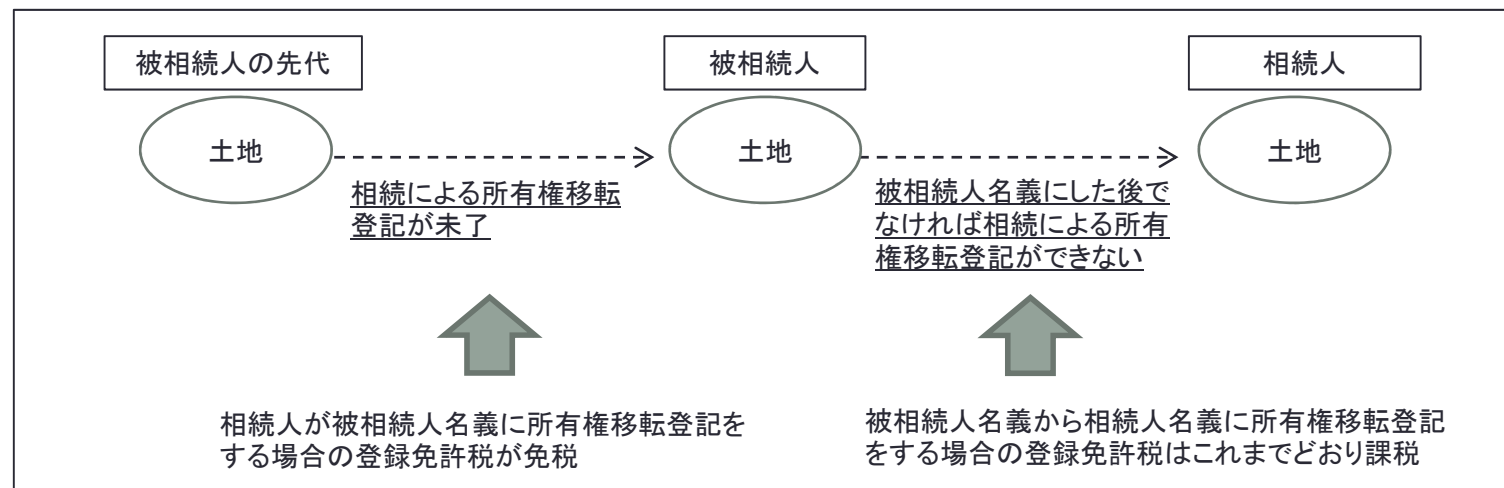 被相続人の先代
被相続人
相続人
土地
土地
土地
相続による所有権移転
登記が未了
被相続人名義にした後で
なければ相続による所有
権移転登記ができない
相続人が被相続人名義に所有権移転登記を
する場合の登録免許税が免税
被相続人名義から相続人名義に所有権移転登記
をする場合の登録免許税はこれまでどおり課税